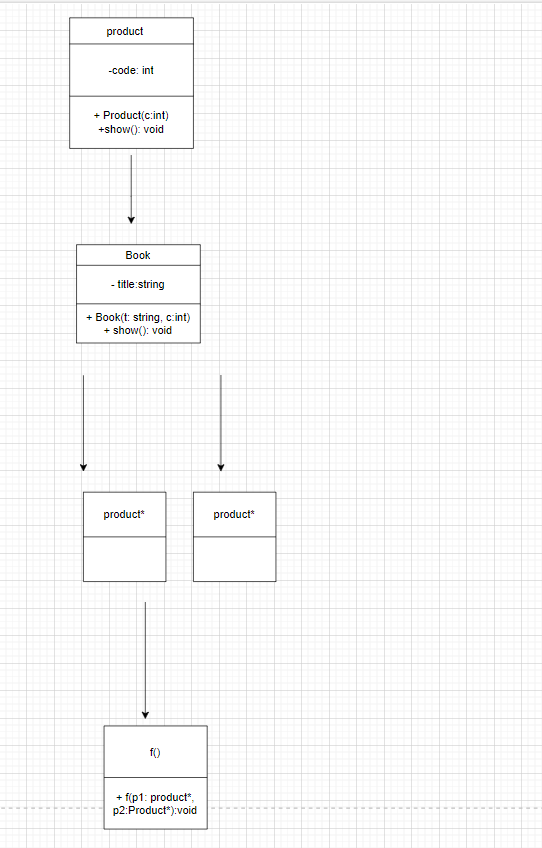 product
-code: int
+ Product(c:int)
+show(): void
Book
- title:string
+ Book(t: string, c:int)
+ show(): void
product*
product*
f()
+ f(p1: product*,
p2:Product*):void